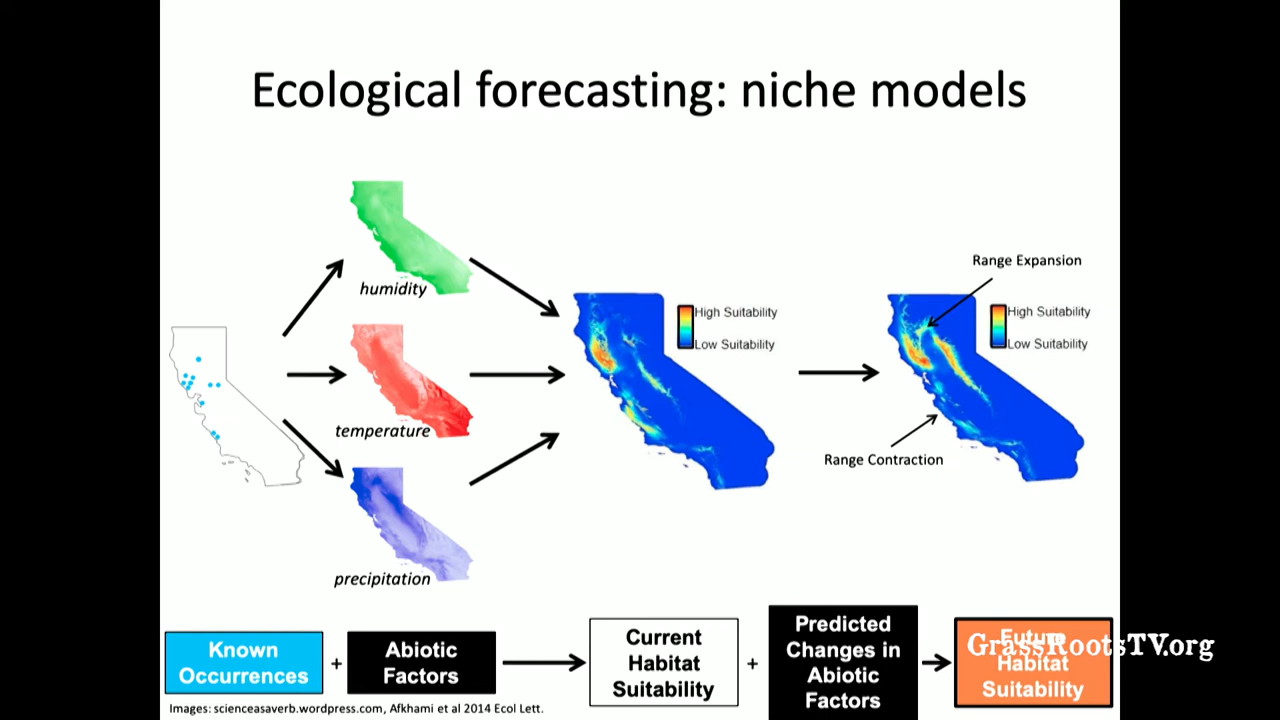 Ecological forecasting: niche models
Range Expansion
humidity
High Suitability
Low Suitability
High Suitability
Low Suitability
temperature
Range Contraction
precipitation
Known
Occurrences
+
Abiotic
Factors
Current
Habitat
Suitability
+
Predicted
Changes in
Abiotic
Factors
Future
Habitat
Suitability
GrassRootsTV.org
Images: scienceasaverb.wordpress.com, Afkhami et al 2014 Ecol Lett.